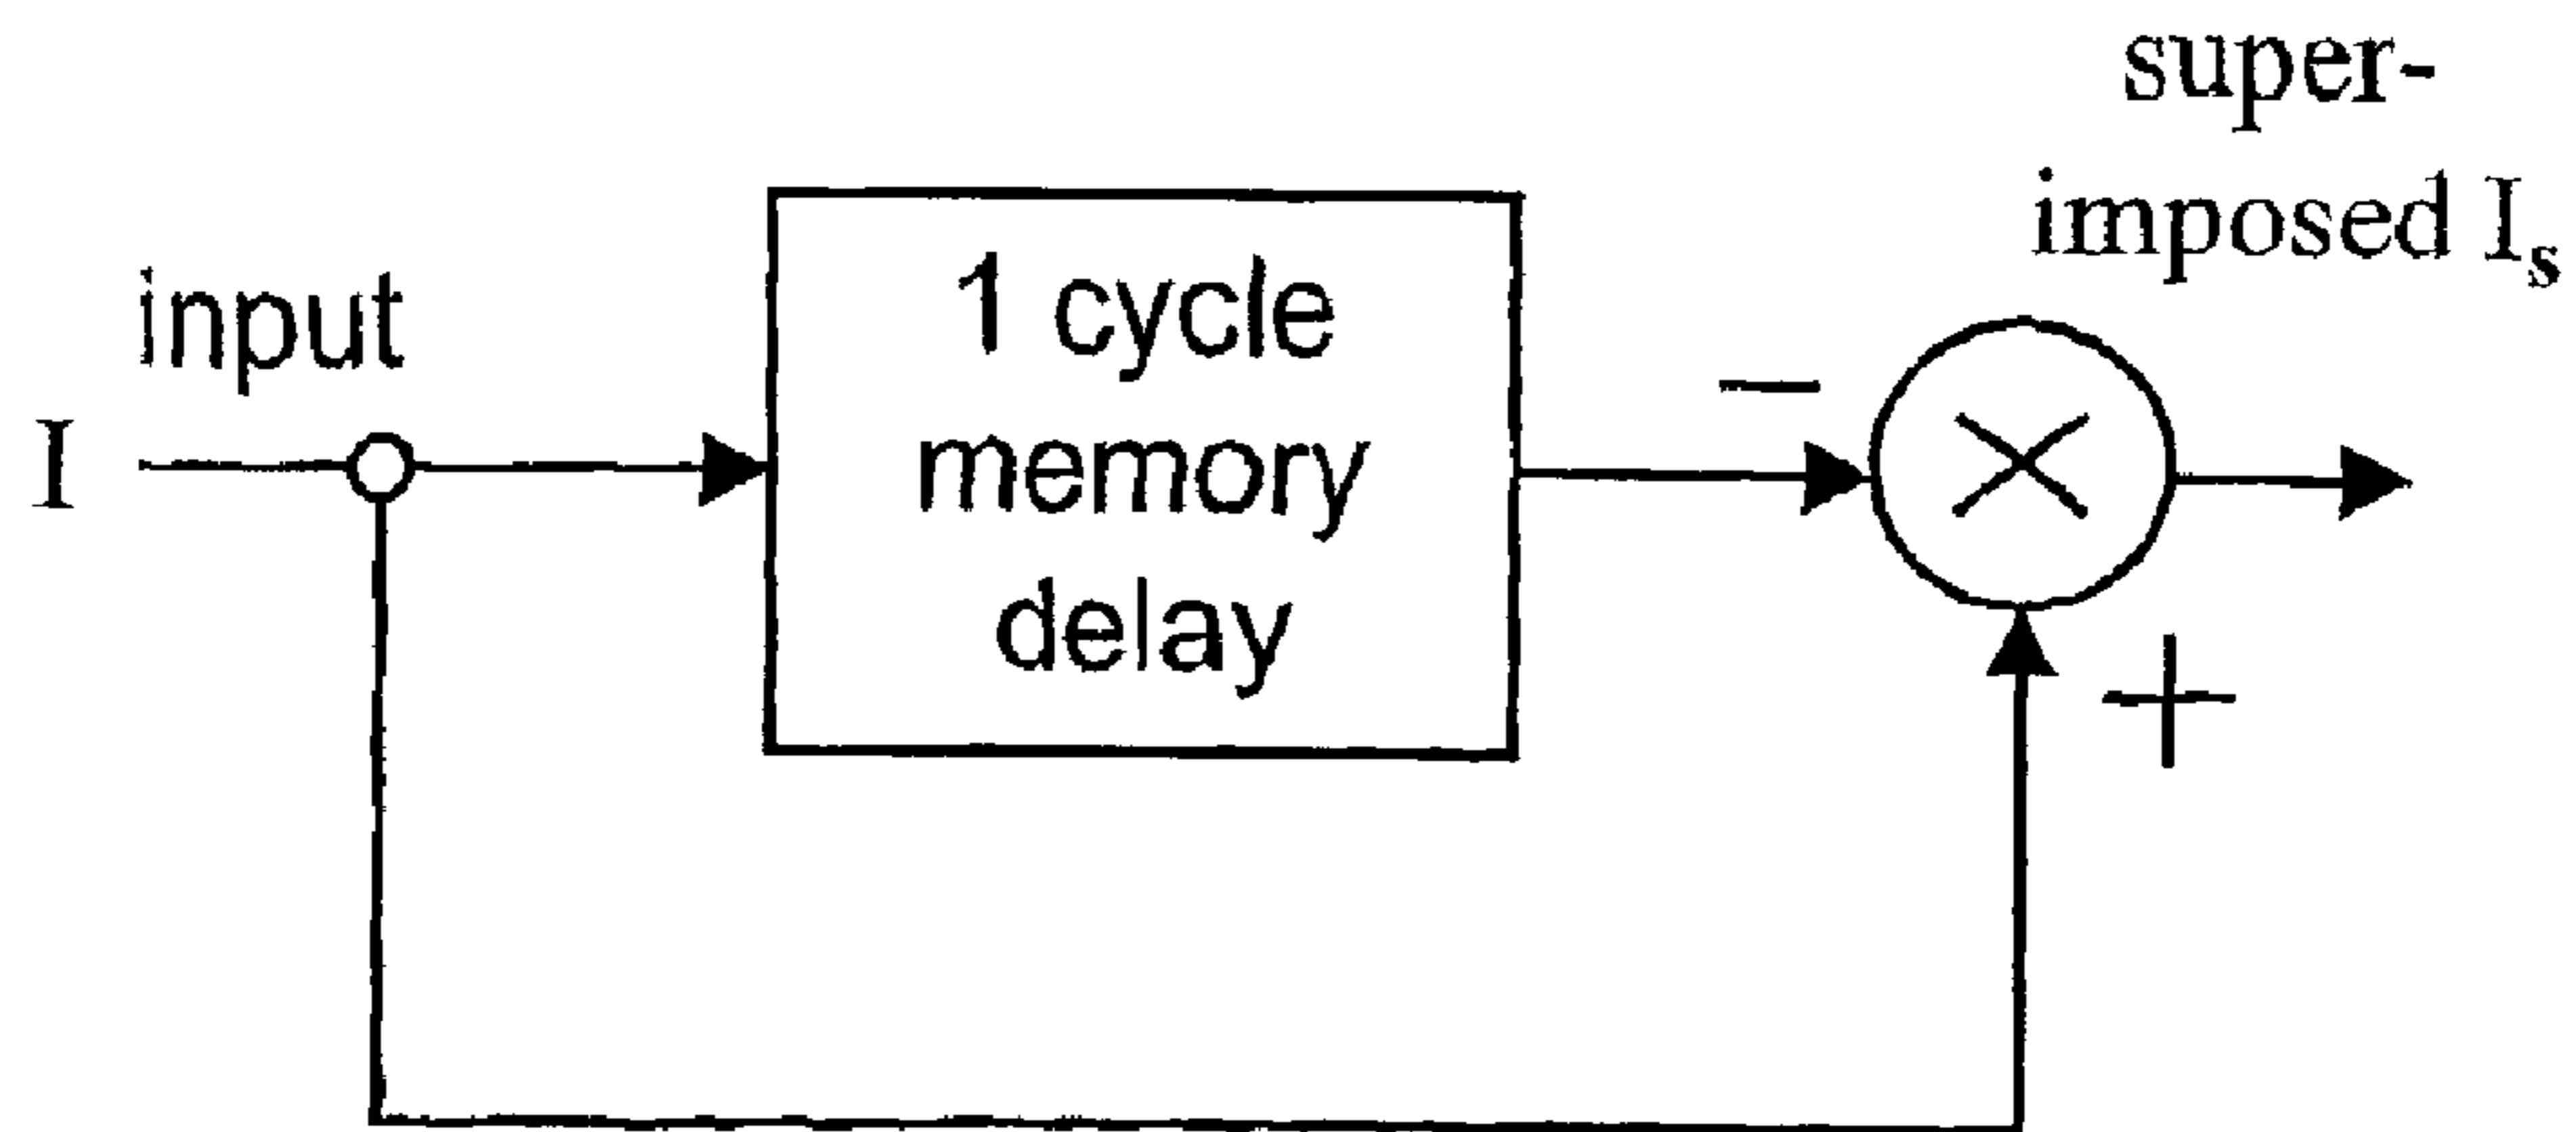 super-
imposed Is
input
I
1 cycle
memory
delay
−
+